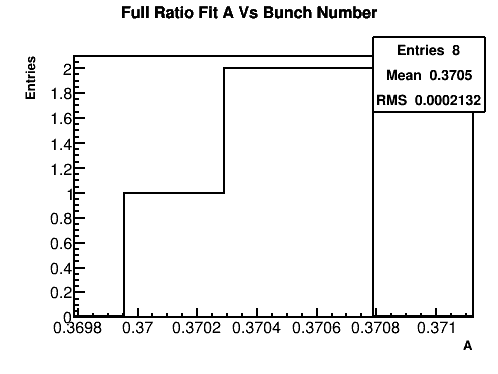 Full Ratio Fit A Vs Bunch Number
Entries 8
Mean 0.3705
RMS 0.0002132
Entries
2
1.8
1.6
1.4
1.2
1
0.8
0.6
0.4
0.2
0
0.3698 0.37 0.3702 0.3704 0.3706 0.3708 0.371
A